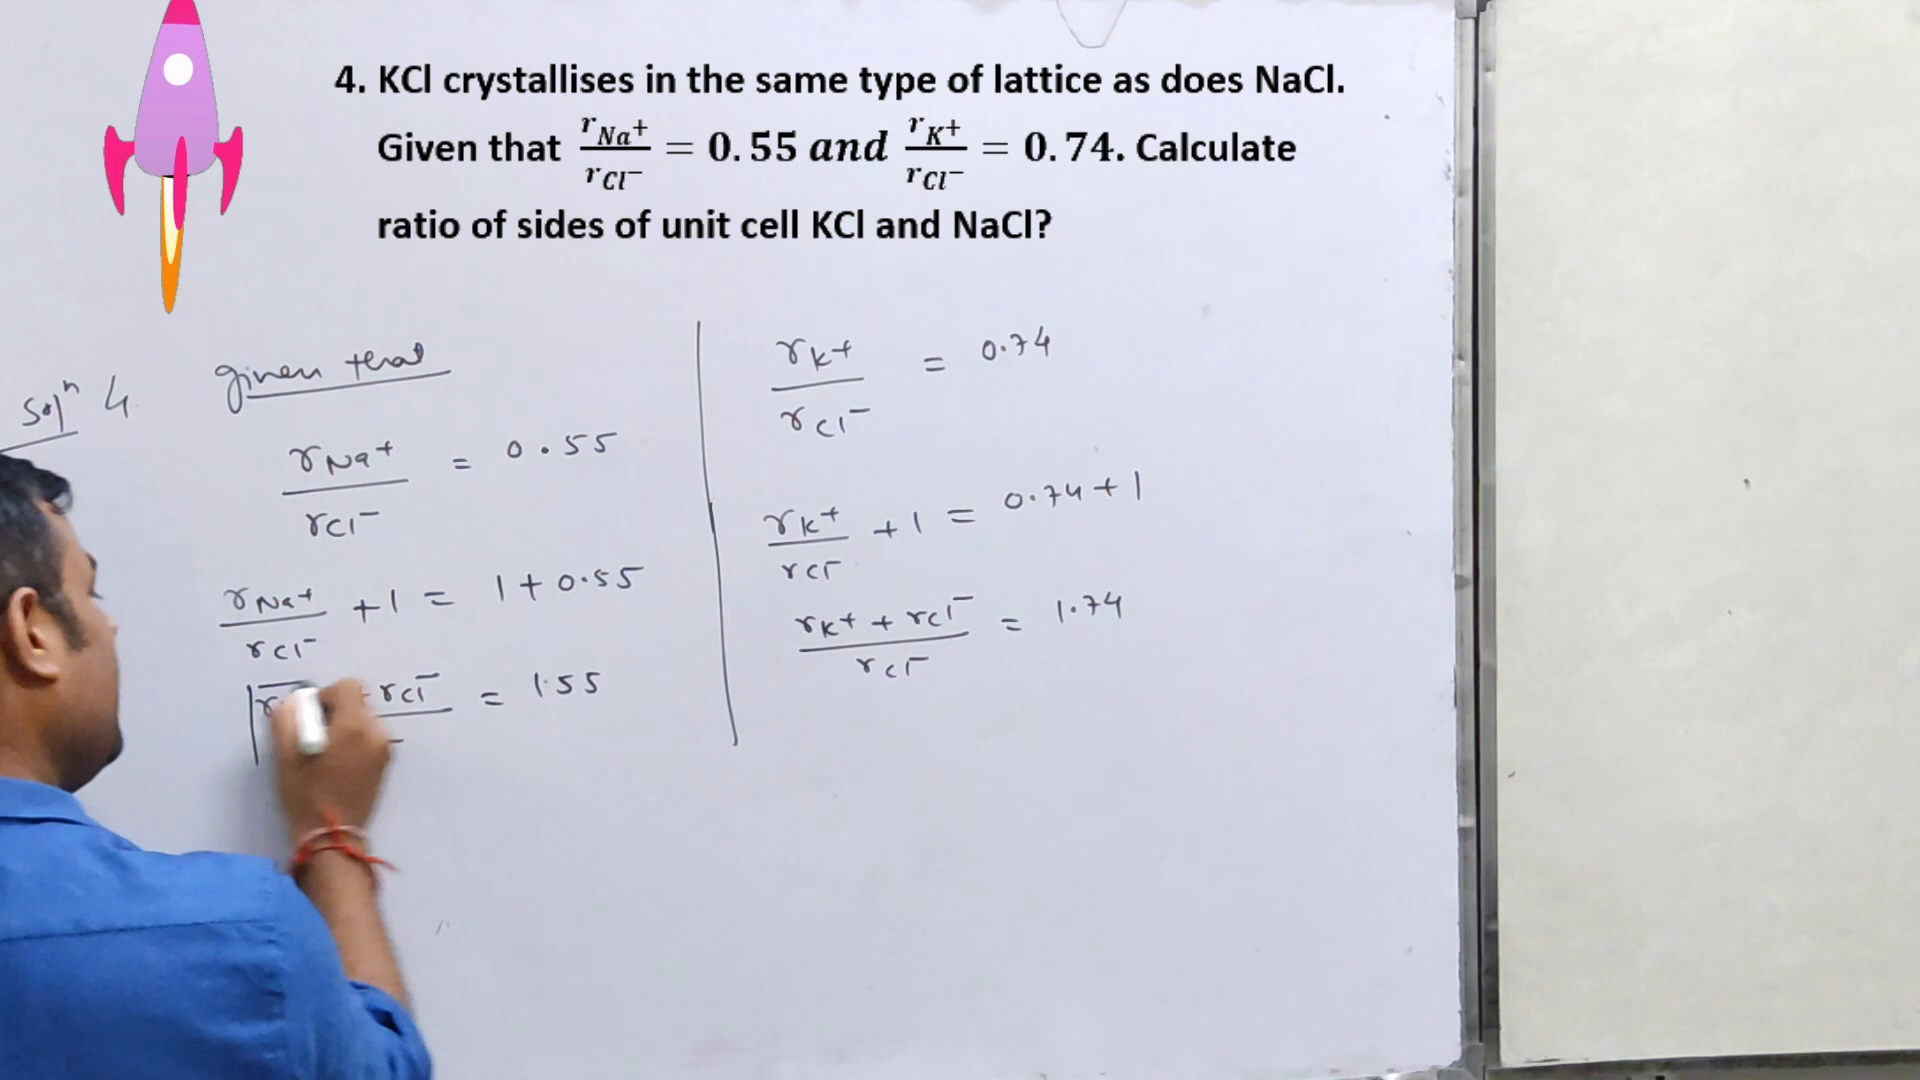 4. KCl crystallises in the same type of lattice as does NaCl.
Given that r_Na+/r_Cl− = 0.55 and r_K+/r_Cl− = 0.74. Calculate
ratio of sides of unit cell KCl and NaCl?
Solⁿ 4
given that
r_Na+/r_Cl− = 0.55
r_Na+/r_Cl− + 1 = 1 + 0.55
+ r_Cl− = 1.55
r_K+/r_Cl− = 0.74
r_K+/r_Cl− + 1 = 0.74 + 1
r_K+ + r_Cl−/r_Cl− = 1.74